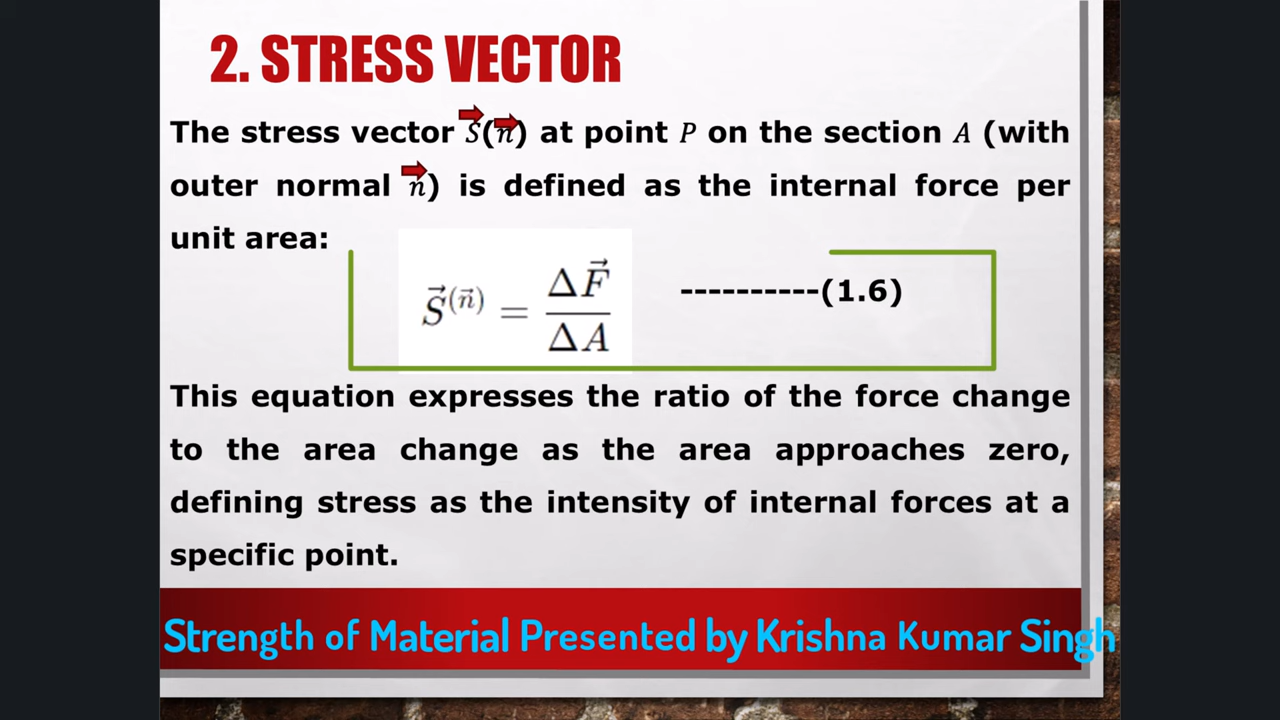 2. STRESS VECTOR
The stress vector S⃗(n⃗) at point P on the section A (with
outer normal n⃗) is defined as the internal force per
unit area:
S⃗^(n⃗) = ΔF⃗ / ΔA ----------(1.6)
This equation expresses the ratio of the force change
to the area change as the area approaches zero,
defining stress as the intensity of internal forces at a
specific point.
Strength of Material Presented by Krishna Kumar Singh